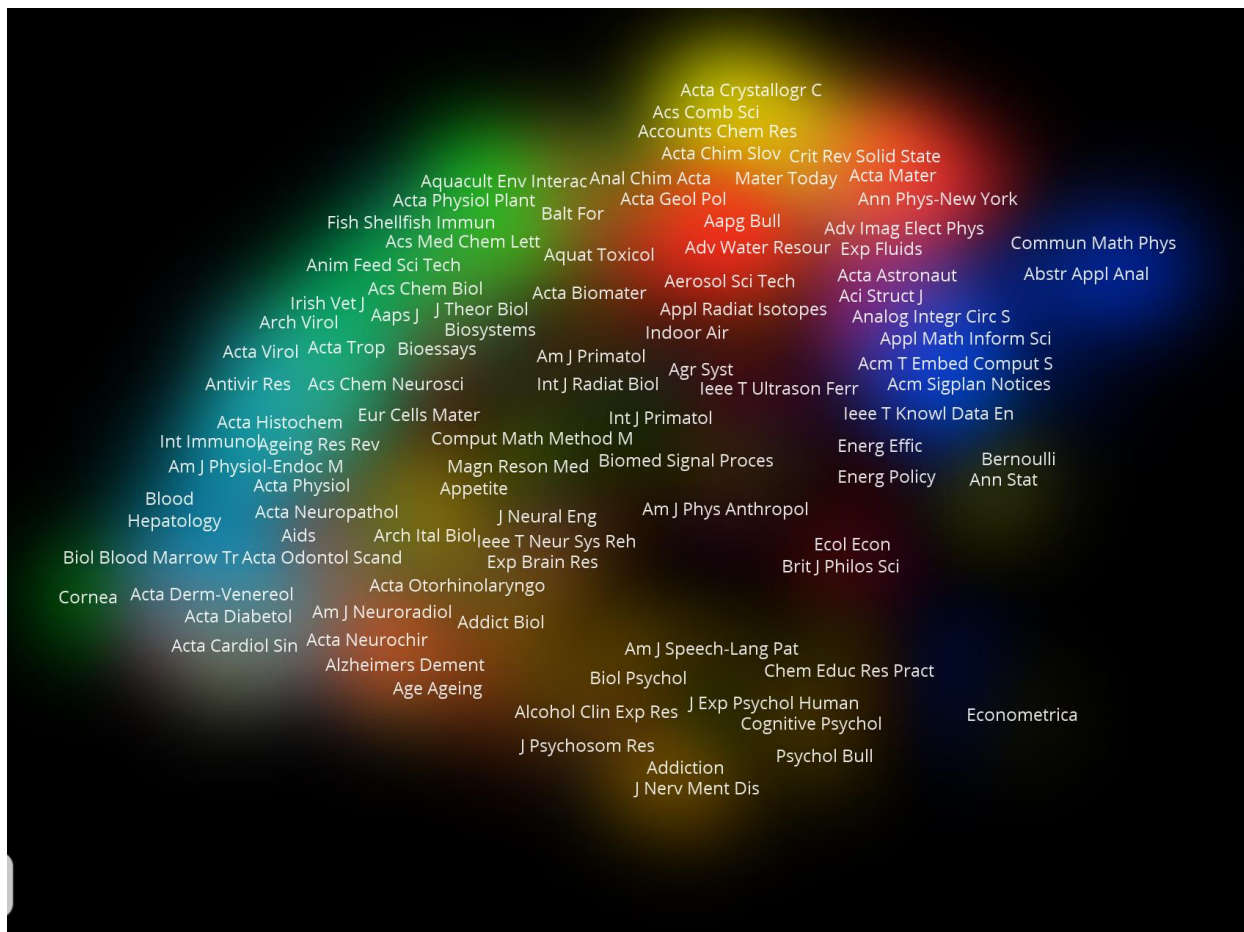 Acta Crystallogr C
Acs Comb Sci
Accounts Chem Res
Acta Chim Slov
Crit Rev Solid State
Aquacult Env Interac
Anal Chim Acta
Mater Today
Acta Mater
Acta Physiol Plant
Acta Geol Pol
Ann Phys-New York
Fish Shellfish Immun
Balt For
Aapg Bull
Adv Imag Elect Phys
Acs Med Chem Lett
Aquat Toxicol
Adv Water Resour
Exp Fluids
Commun Math Phys
Anim Feed Sci Tech
Acta Astronaut
Abstr Appl Anal
Acs Chem Biol
Acta Biomater
Aerosol Sci Tech
Aci Struct J
Irish Vet J
Aaps J
J Theor Biol
Appl Radiat Isotopes
Analog Integr Circ S
Arch Virol
Biosystems
Indoor Air
Appl Math Inform Sci
Acta Virol
Acta Trop
Bioessays
Am J Primatol
Agr Syst
Acm T Embed Comput S
Antivir Res
Acs Chem Neurosci
Int J Radiat Biol
Ieee T Ultrason Ferr
Acm Sigplan Notices
Acta Histochem
Eur Cells Mater
Int J Primatol
Ieee T Knowl Data En
Int Immunol
Ageing Res Rev
Comput Math Method M
Energ Effic
Am J Physiol-Endoc M
Magn Reson Med
Biomed Signal Proces
Bernoulli
Acta Physiol
Appetite
Energ Policy
Ann Stat
Blood
Hepatology
Acta Neuropathol
J Neural Eng
Am J Phys Anthropol
Aids
Arch Ital Biol
Ieee T Neur Sys Reh
Ecol Econ
Biol Blood Marrow Tr
Acta Odontol Scand
Exp Brain Res
Brit J Philos Sci
Cornea
Acta Derm-Venereol
Acta Otorhinolaryngo
Acta Diabetol
Am J Neuroradiol
Addict Biol
Acta Cardiol Sin
Acta Neurochir
Am J Speech-Lang Pat
Alzheimers Dement
Biol Psychol
Chem Educ Res Pract
Age Ageing
Alcohol Clin Exp Res
J Exp Psychol Human
Econometrica
Cognitive Psychol
J Psychosom Res
Psychol Bull
Addiction
J Nerv Ment Dis